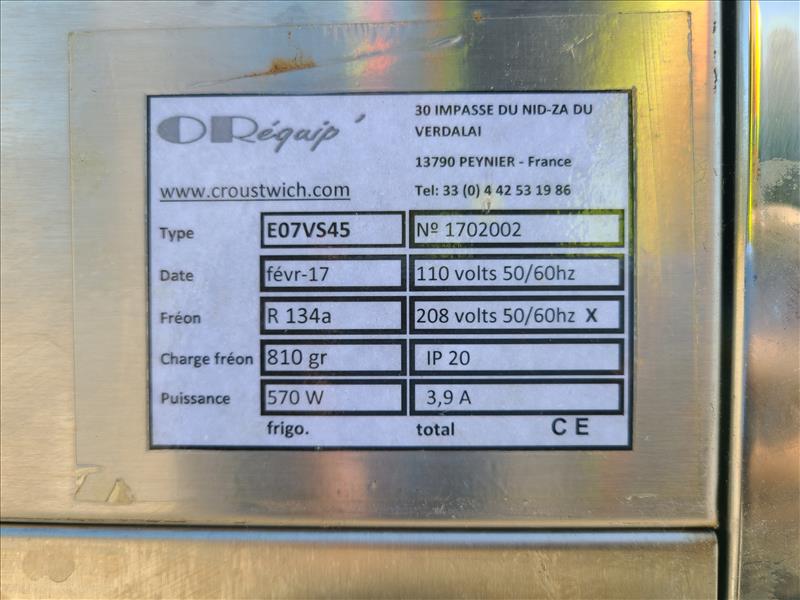 ORéquip'
30 IMPASSE DU NID-ZA DU
VERDALAI
13790 PEYNIER - France
www.croustwich.com
Tel: 33 (0) 4 42 53 19 86
Type E07VS45 Nº 1702002
Date févr-17 110 volts 50/60hz
Fréon R 134a 208 volts 50/60hz X
Charge fréon 810 gr IP 20
Puissance 570 W 3,9 A
frigo. total CE